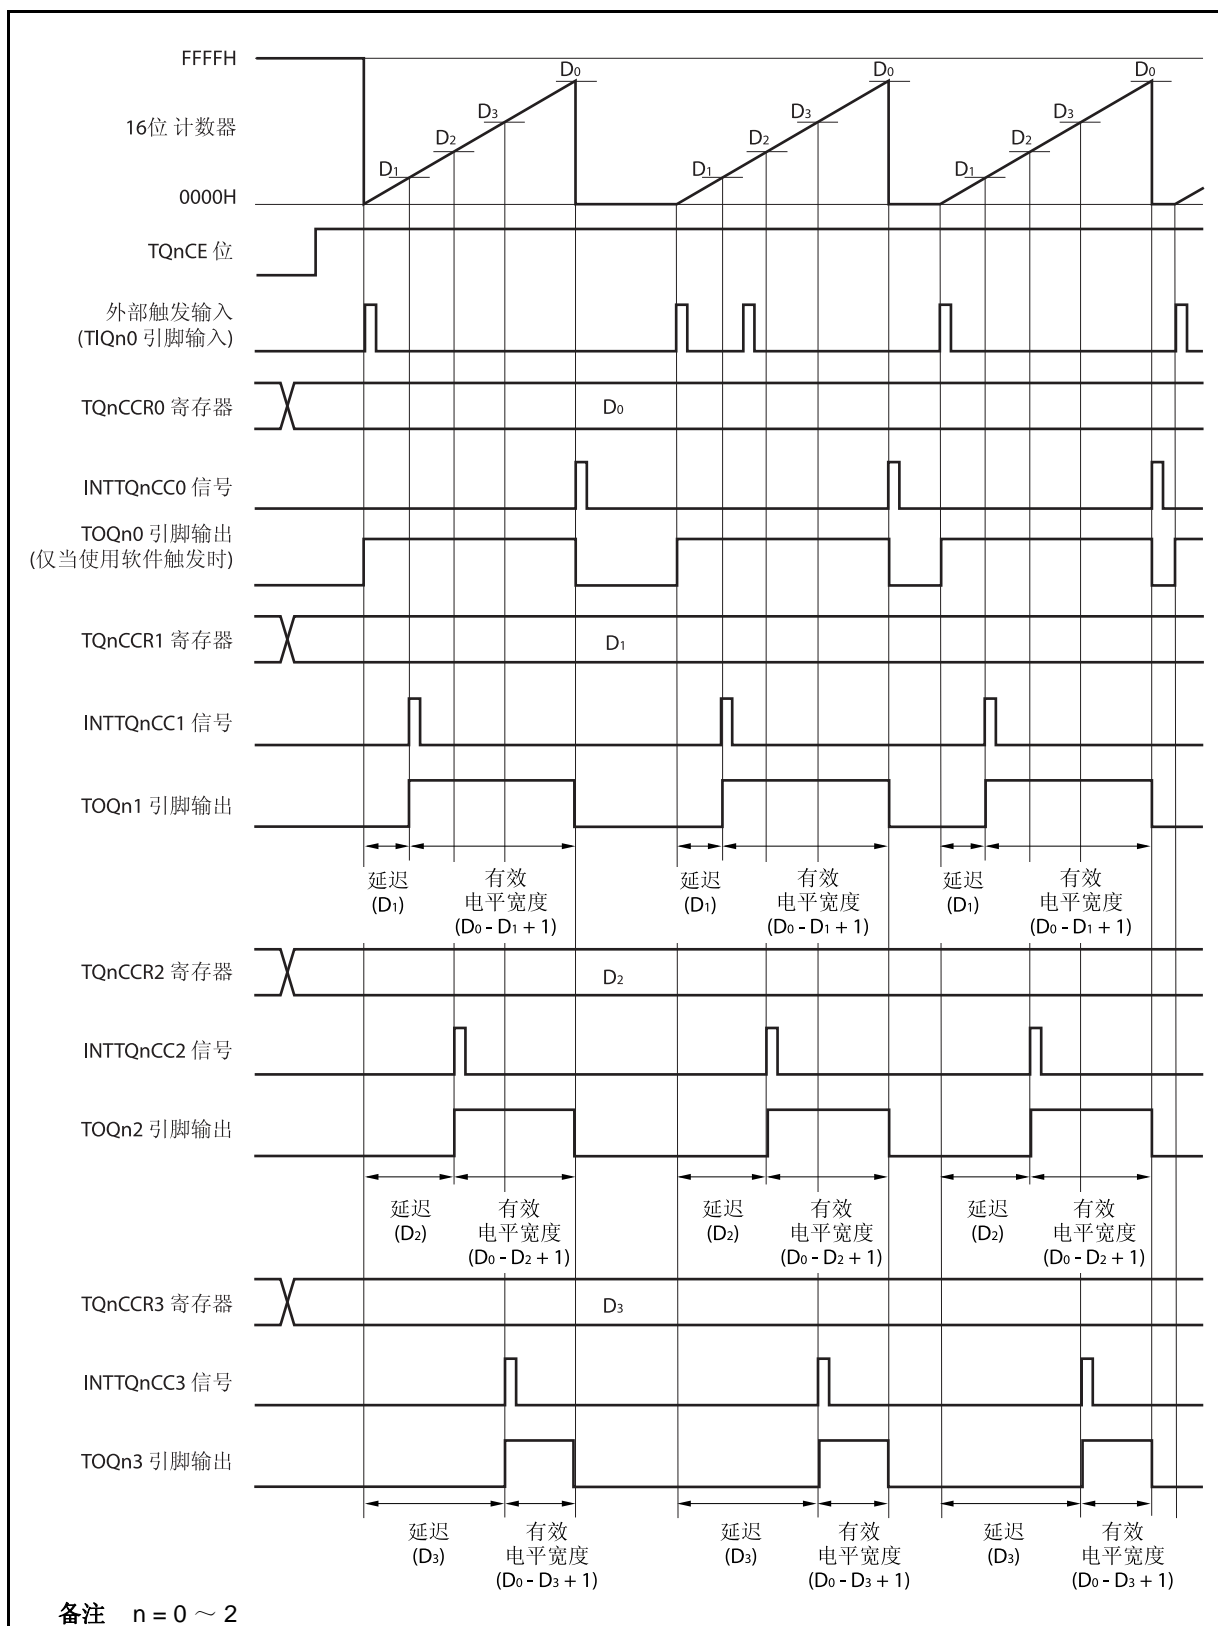 FFFFH
D0 D0 D0
D3 D3 D3
16位 计数器
D2 D2 D2
D1 D1 D1
0000H
TQnCE 位
外部触发输入
(TIQn0 引脚输入)
TQnCCR0 寄存器 D0
INTTQnCC0 信号
TOQn0 引脚输出
(仅当使用软件触发时)
TQnCCR1 寄存器 D1
INTTQnCC1 信号
TOQn1 引脚输出
延迟 有效 延迟 有效 延迟 有效
(D1) 电平宽度 (D1) 电平宽度 (D1) 电平宽度
(D0 - D1 + 1) (D0 - D1 + 1) (D0 - D1 + 1)
TQnCCR2 寄存器 D2
INTTQnCC2 信号
TOQn2 引脚输出
延迟 有效 延迟 有效 延迟 有效
(D2) 电平宽度 (D2) 电平宽度 (D2) 电平宽度
(D0 - D2 + 1) (D0 - D2 + 1) (D0 - D2 + 1)
TQnCCR3 寄存器 D3
INTTQnCC3 信号
TOQn3 引脚输出
延迟 有效 延迟 有效 延迟 有效
(D3) 电平宽度 (D3) 电平宽度 (D3) 电平宽度
(D0 - D3 + 1) (D0 - D3 + 1) (D0 - D3 + 1)
备注 n = 0 ～ 2